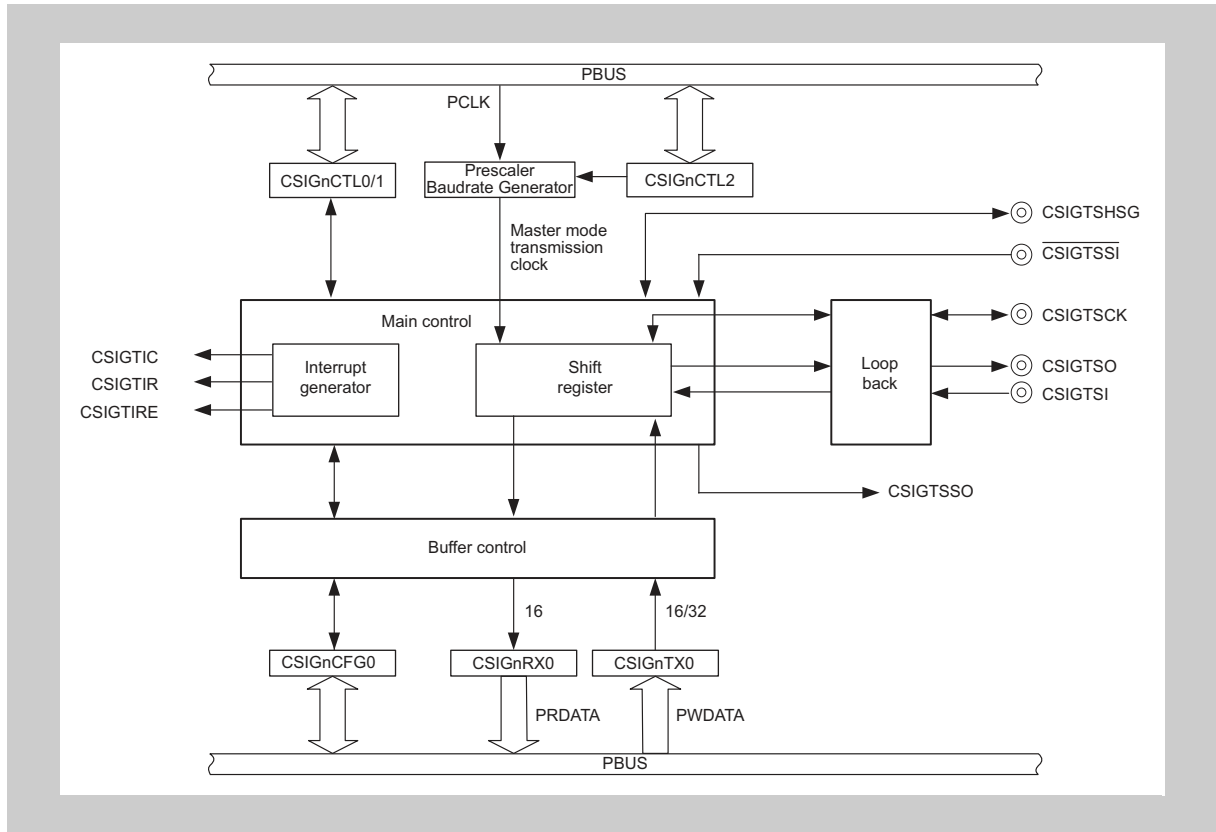 PBUS
PCLK
CSIGnCTL0/1
Prescaler
Baudrate Generator
CSIGnCTL2
Master mode
transmission
clock
CSIGTSHSG
CSIGTSSI
Main control
CSIGTSCK
CSIGTIC
CSIGTIR
CSIGTIRE
Interrupt
generator
Shift
register
Loop
back
CSIGTSO
CSIGTSI
CSIGTSSO
Buffer control
16
16/32
CSIGnCFG0
CSIGnRX0
CSIGnTX0
PRDATA
PWDATA
PBUS